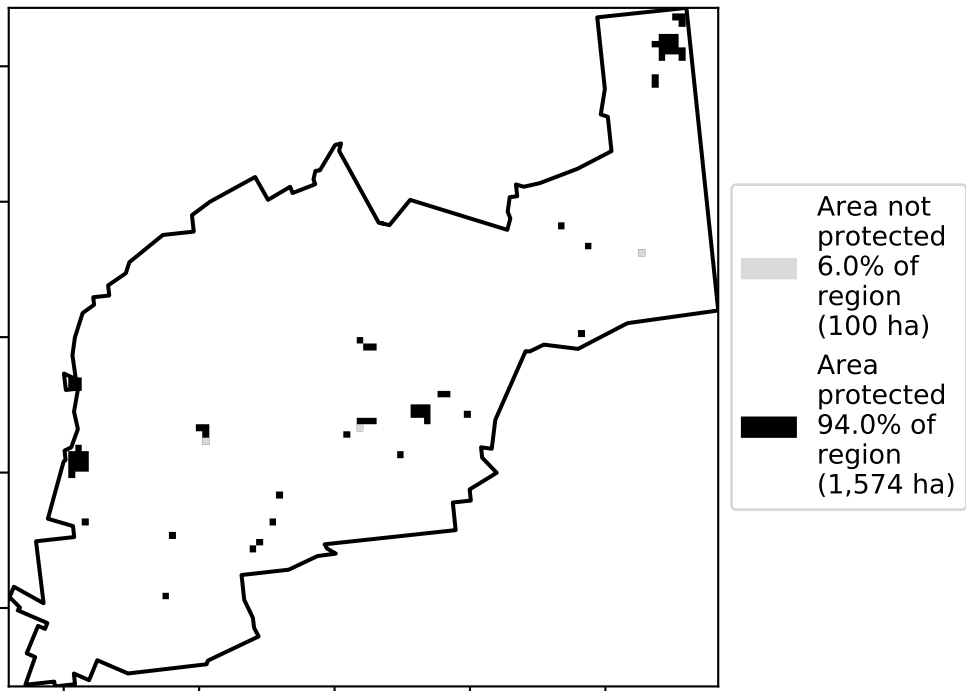 Area not
protected
6.0% of
region
(100 ha)
Area
protected
94.0% of
region
(1,574 ha)